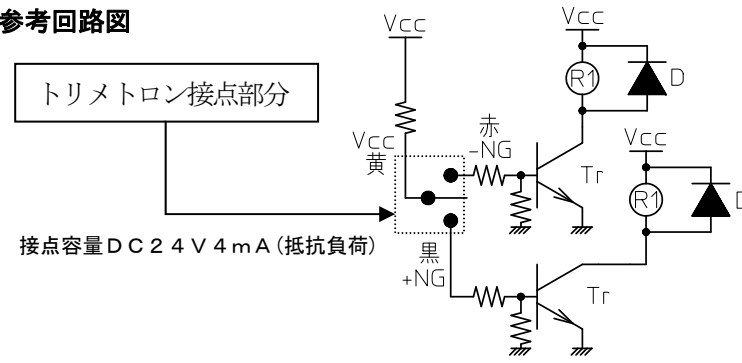 参考回路図
Vcc
Vcc
トリメトロン接点部分
R1
D
赤
-NG
Vcc
黄
Tr
Vcc
R1
D
接点容量DC24V4mA(抵抗負荷)
黒
+NG
Tr